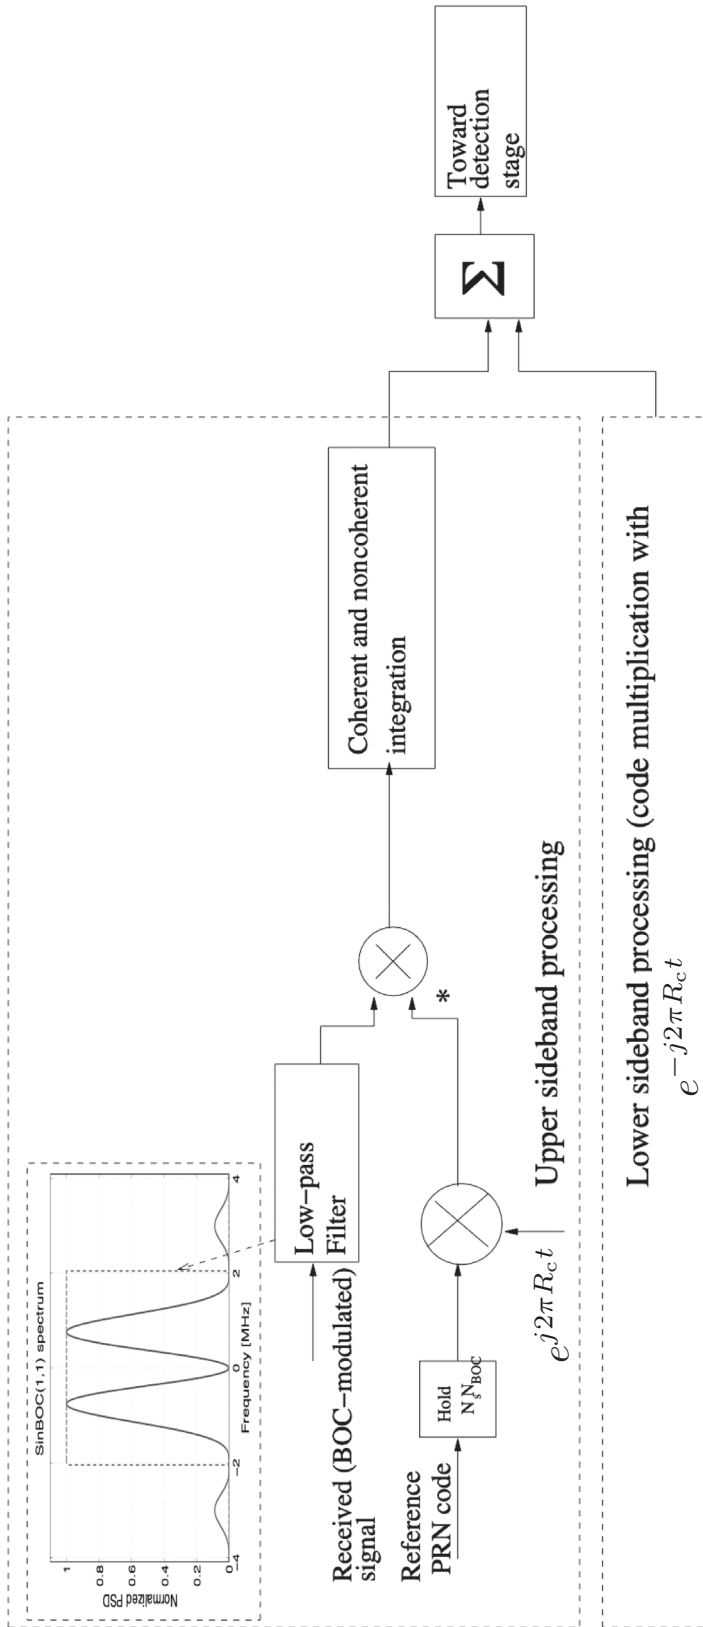 SinBOC(1,1) spectrum
Normalized PSD
1
0.8
0.6
0.4
0.2
0
-4
-2
0
2
4
Frequency [MHz]
Received (BOC−modulated)
signal
Low−pass
Filter
Reference
PRN code
Hold
N_s N_BOC
e^{j2πR_c t}
*
Coherent and noncoherent
integration
Upper sideband processing
Σ
Toward
detection
stage
Lower sideband processing (code multiplication with
e^{−j2πR_c t}